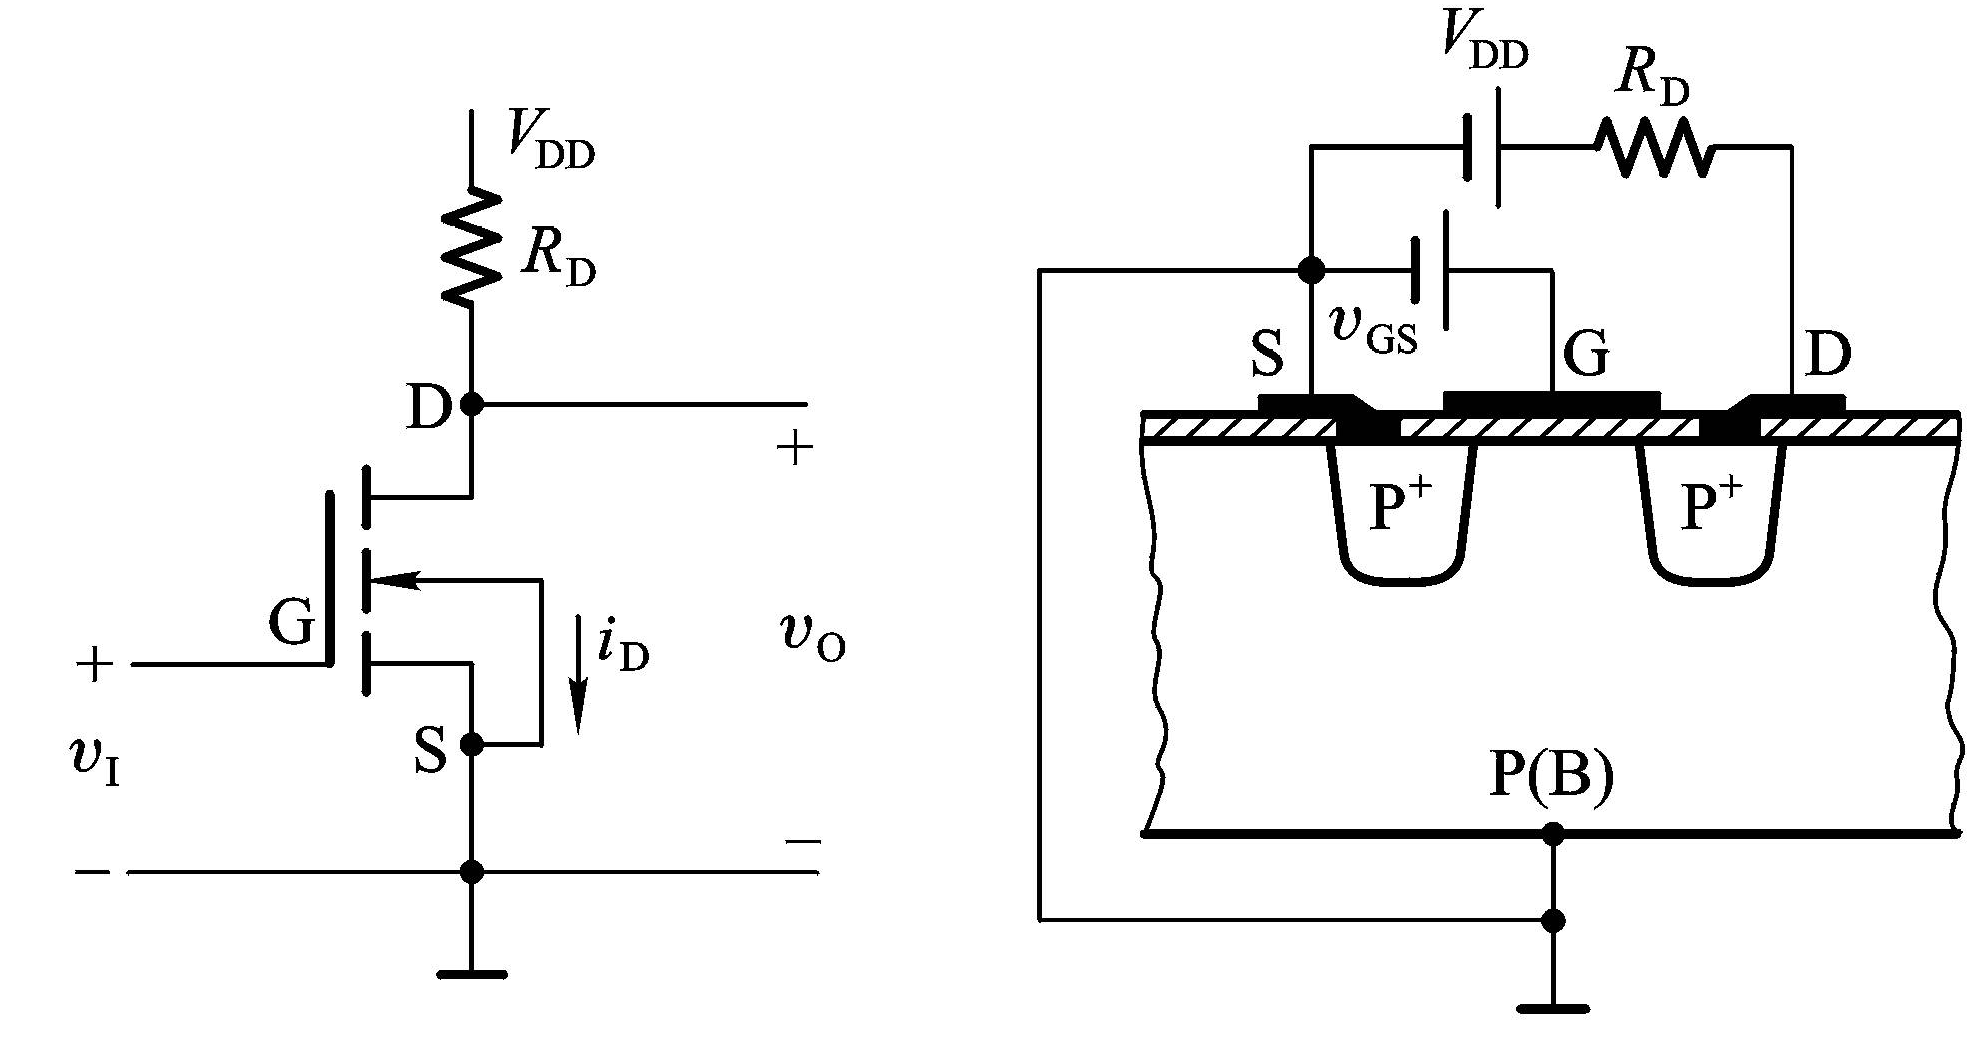 V_DD
R_D
D
+
G
i_D
v_O
+
S
v_I
−
−
V_DD
R_D
v_GS
S
G
D
P⁺
P⁺
P(B)